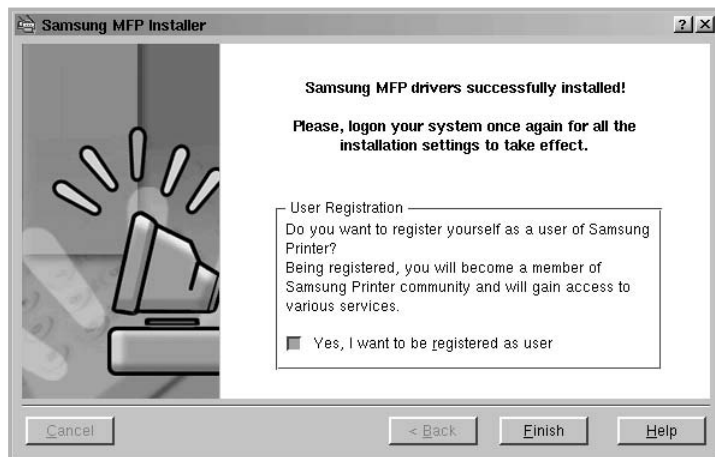 Samsung MFP Installer
? X
Samsung MFP drivers successfully installed!
Please, logon your system once again for all the
installation settings to take effect.
User Registration
Do you want to register yourself as a user of Samsung
Printer?
Being registered, you will become a member of
Samsung Printer community and will gain access to
various services.
Yes, I want to be registered as user
Cancel
< Back
Finish
Help